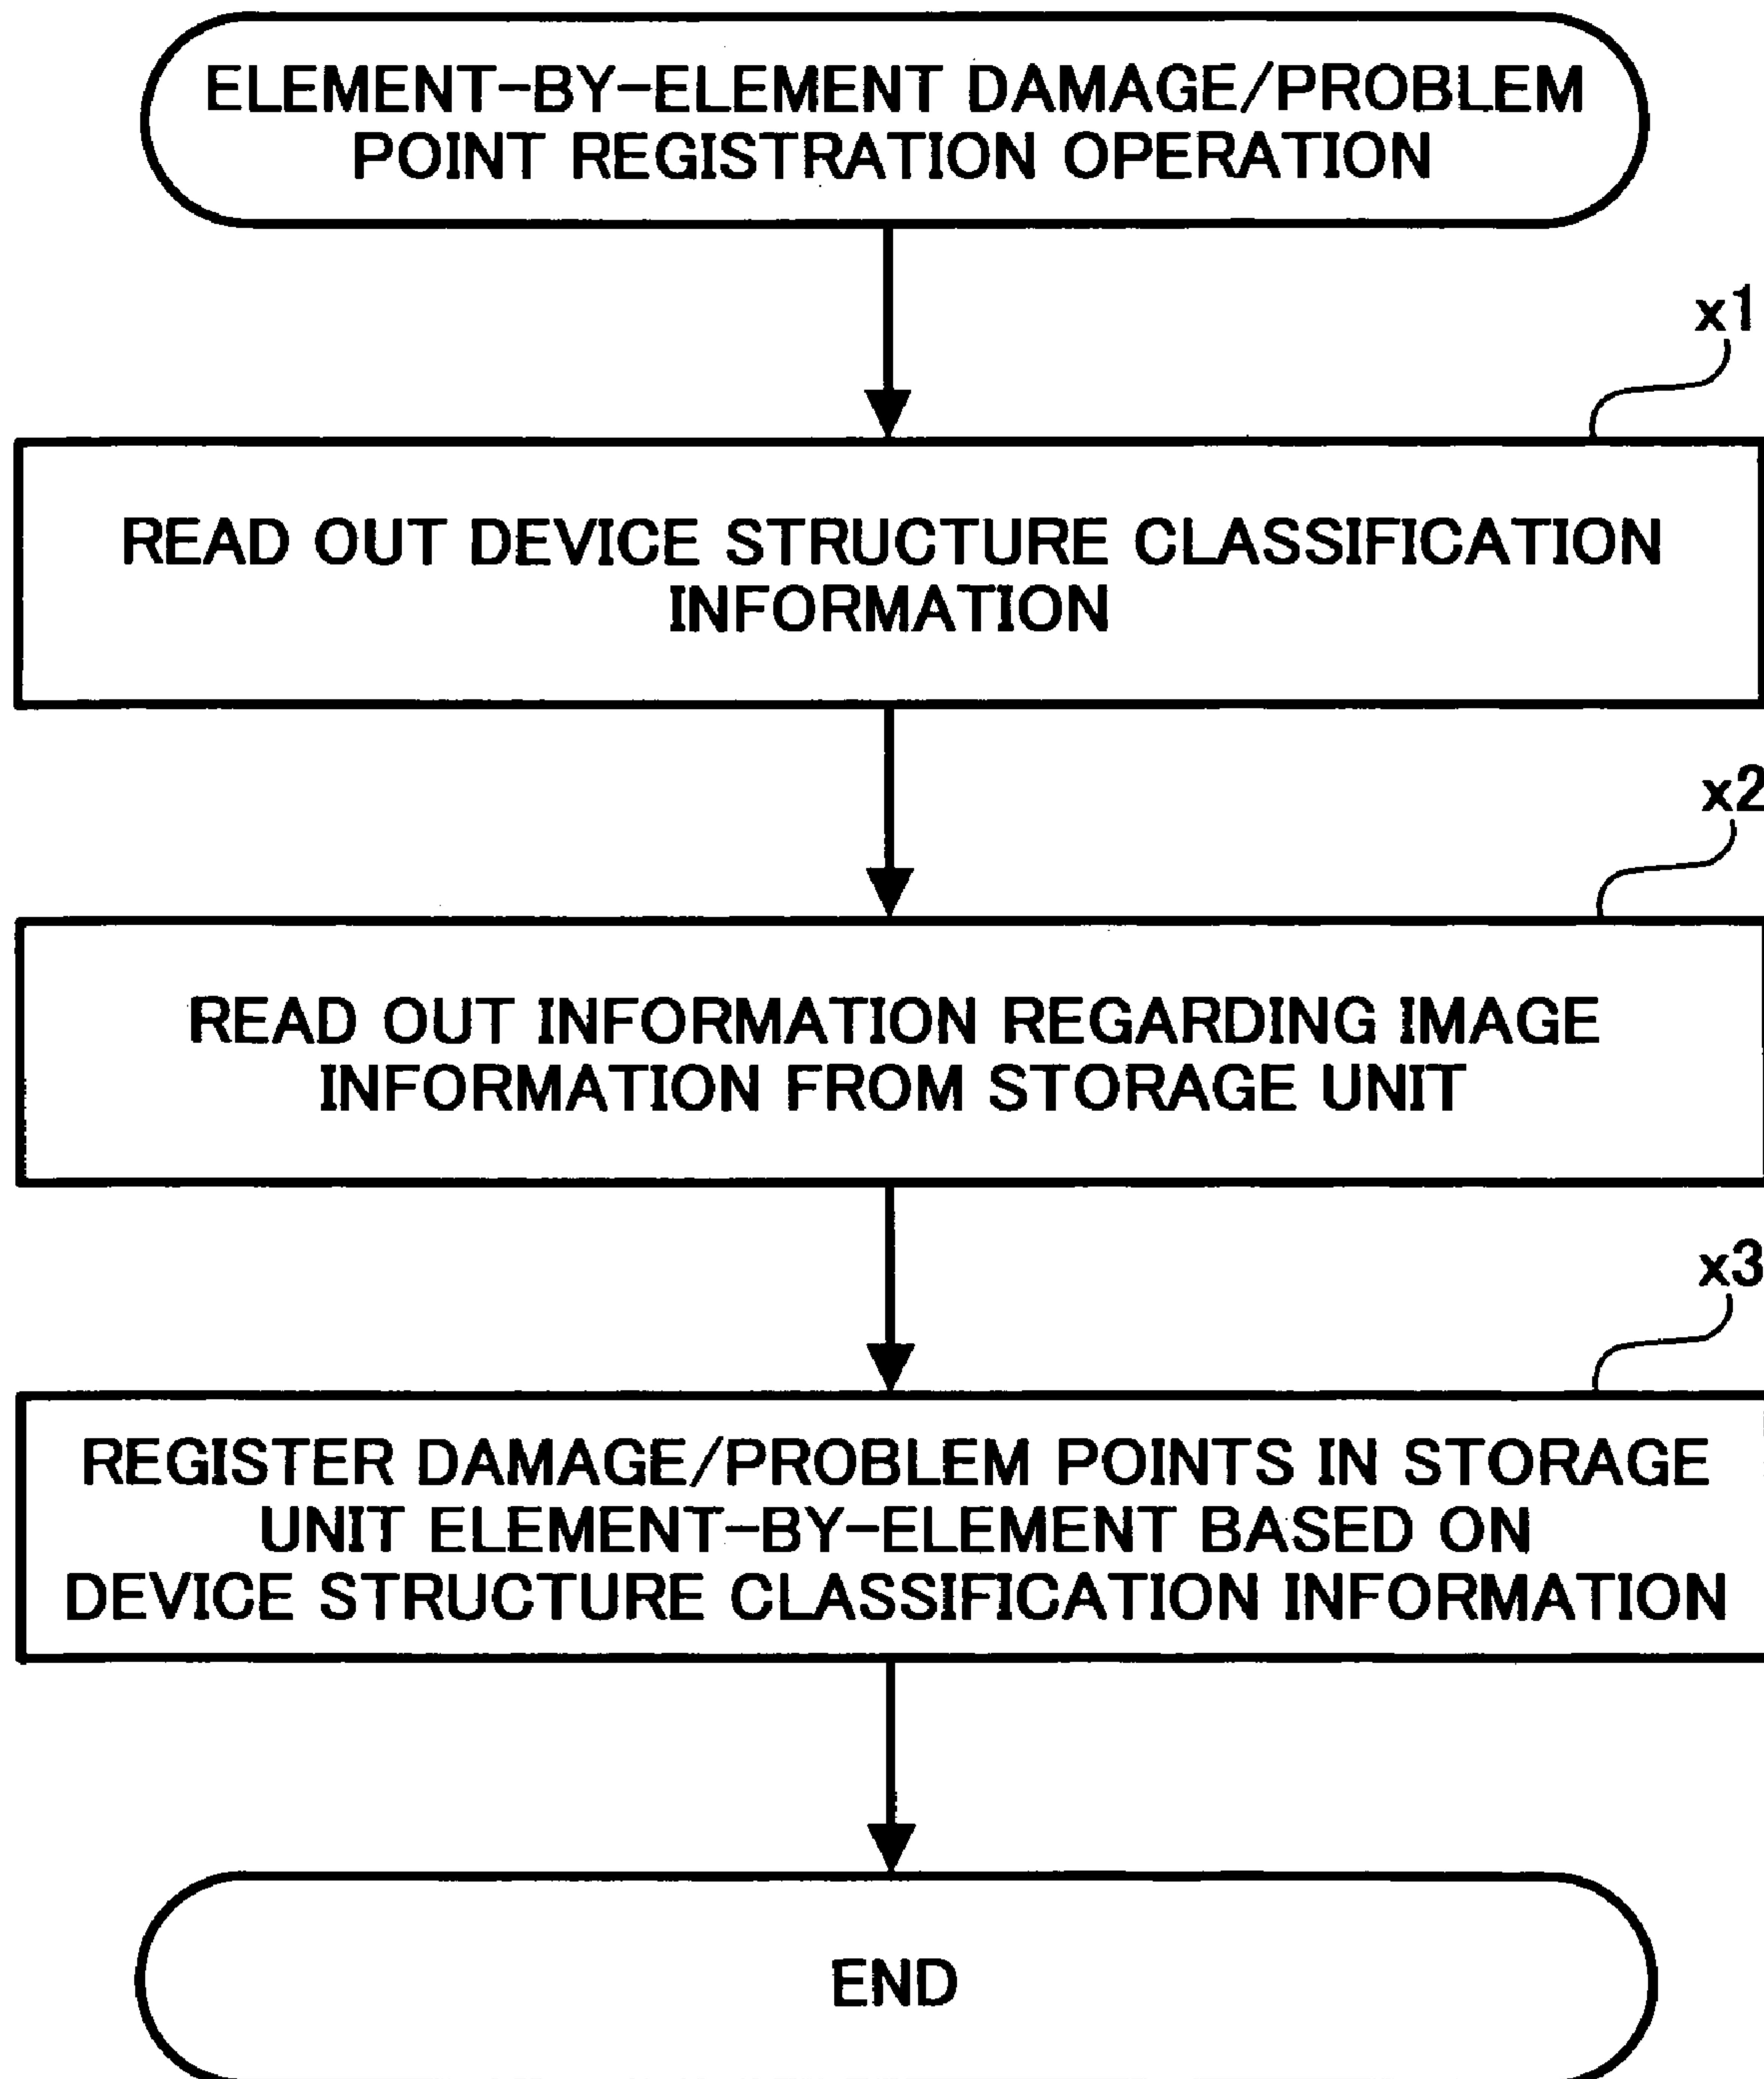 ELEMENT-BY-ELEMENT DAMAGE/PROBLEM
POINT REGISTRATION OPERATION
x1
READ OUT DEVICE STRUCTURE CLASSIFICATION
INFORMATION
x2
READ OUT INFORMATION REGARDING IMAGE
INFORMATION FROM STORAGE UNIT
x3
REGISTER DAMAGE/PROBLEM POINTS IN STORAGE
UNIT ELEMENT-BY-ELEMENT BASED ON
DEVICE STRUCTURE CLASSIFICATION INFORMATION
END